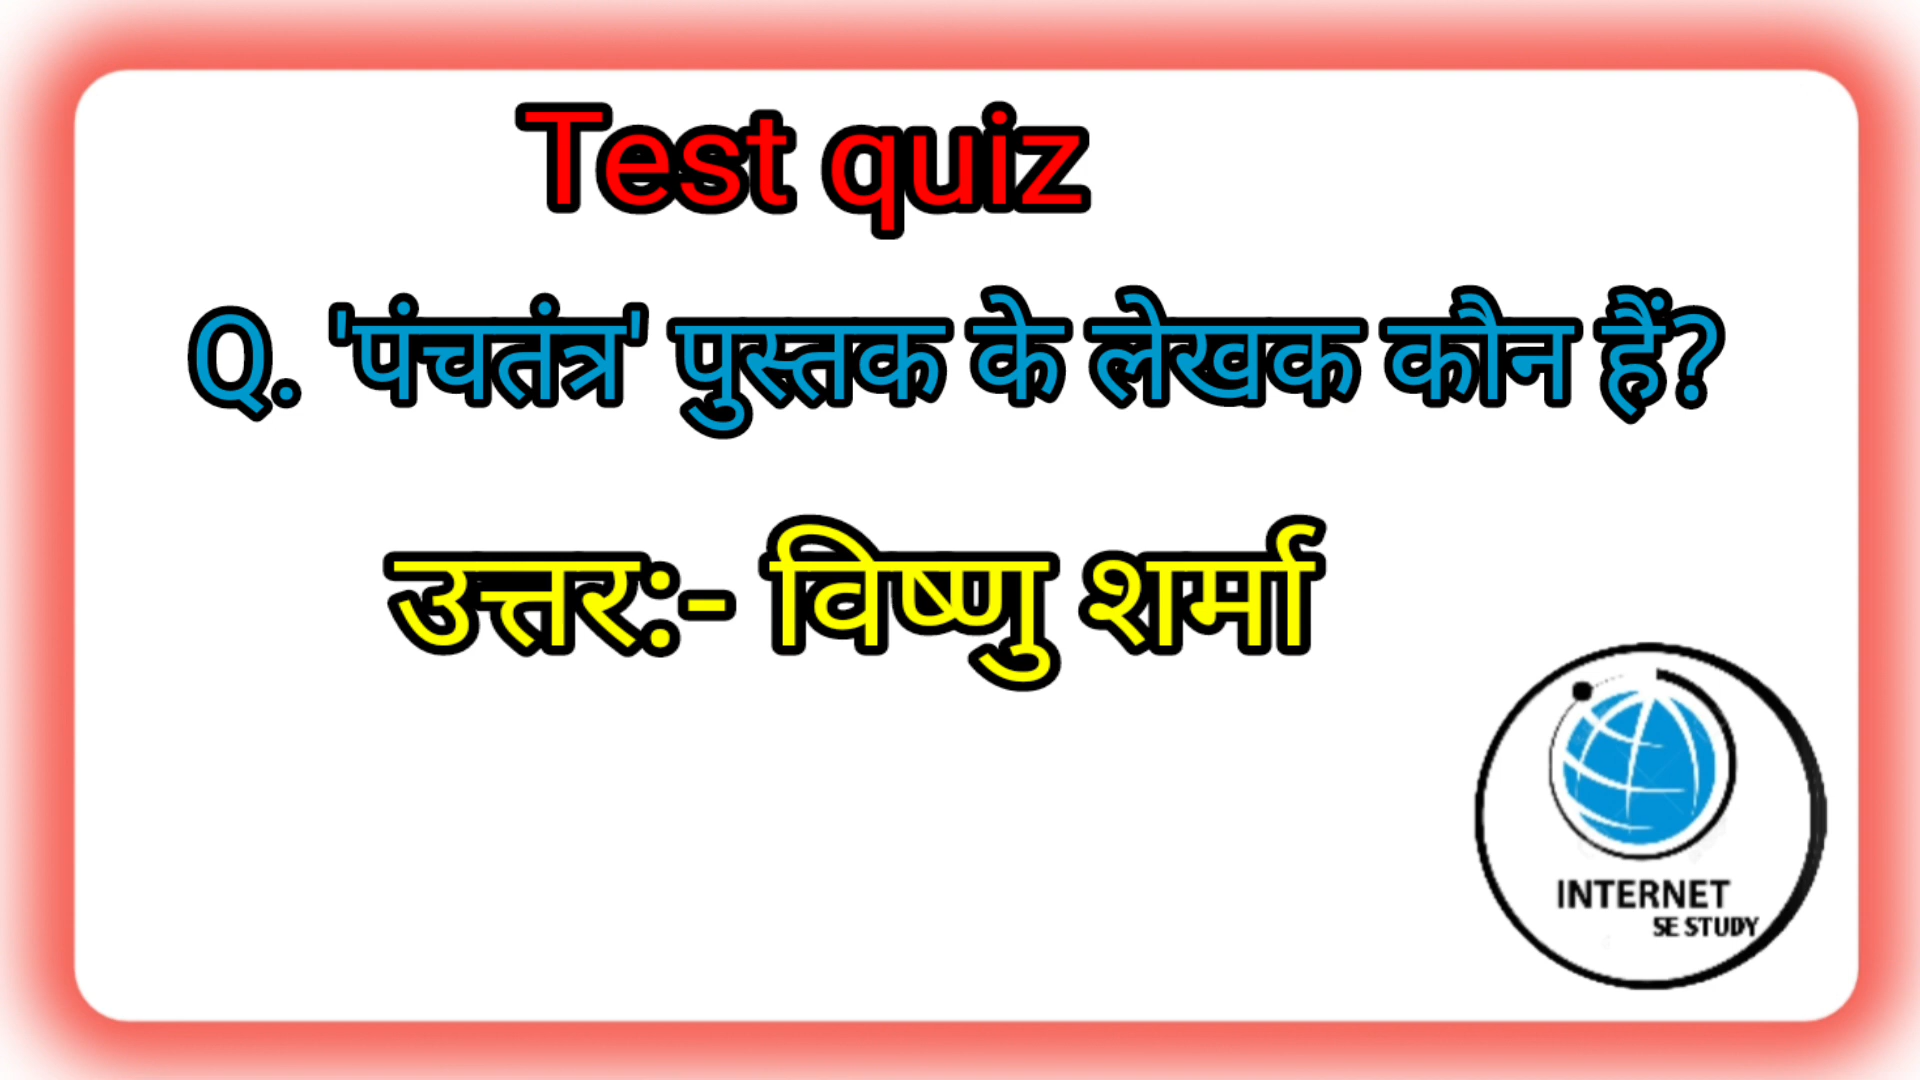 Test quiz
Q. 'पंचतंत्र' पुस्तक के लेखक कौन हैं?
उत्तर:- विष्णु शर्मा
INTERNET
SE STUDY